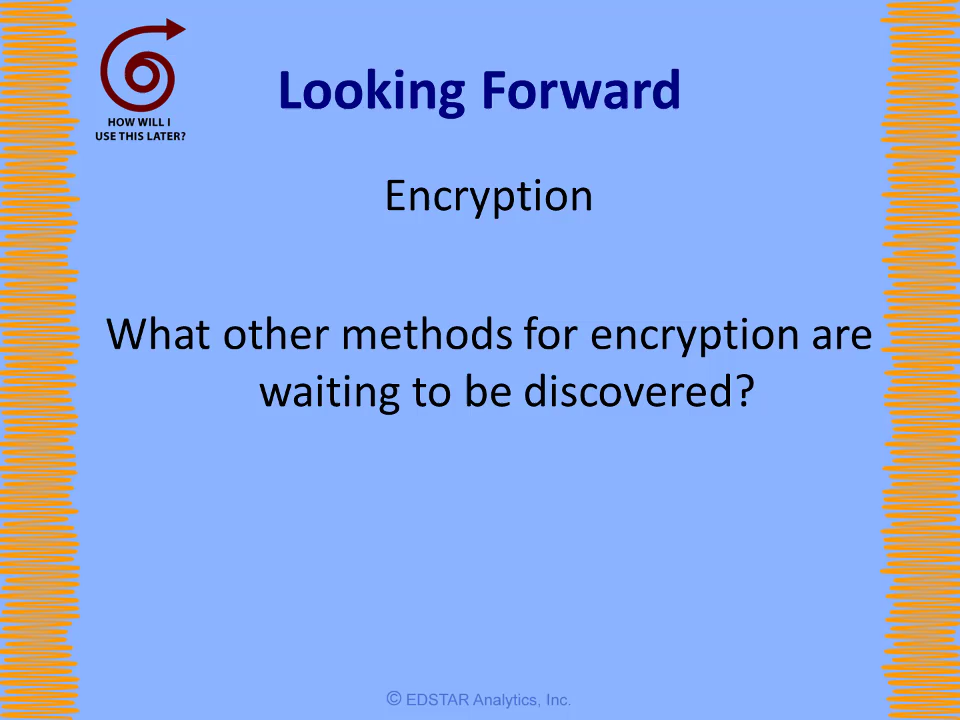 HOW WILL I
USE THIS LATER?
Looking Forward
Encryption
What other methods for encryption are
waiting to be discovered?
© EDSTAR Analytics, Inc.